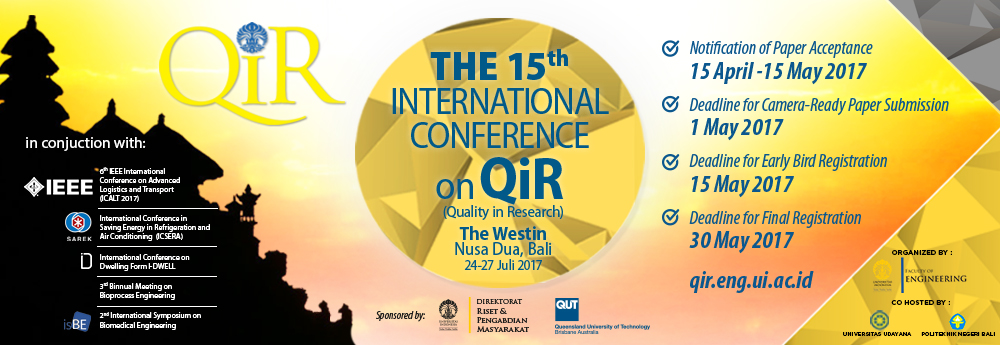 QiR
in conjuction with:
IEEE
6th IEEE International
Conference on Advanced
Logistics and Transport
(ICALT 2017)
SAREK
International Conference in
Saving Energy in Refrigeration and
Air Conditioning (ICSERA)
iD
International Conference on
Dwelling Form I-DWELL
3rd Biannual Meeting on
Bioprocess Engineering
isBE
2nd International Symposium on
Biomedical Engineering
THE 15th
INTERNATIONAL
CONFERENCE
on QiR
(Quality in Research)
The Westin
Nusa Dua, Bali
24-27 Juli 2017
Sponsored by:
DIREKTORAT
RISET &
PENGABDIAN
MASYARAKAT
QUT
Queensland University of Technology
Brisbane Australia
Notification of Paper Acceptance
15 April -15 May 2017
Deadline for Camera-Ready Paper Submission
1 May 2017
Deadline for Early Bird Registration
15 May 2017
Deadline for Final Registration
30 May 2017
qir.eng.ui.ac.id
ORGANIZED BY :
FACULTY OF
ENGINEERING
CO HOSTED BY :
UNIVERSITAS UDAYANA
POLITEKNIK NEGERI BALI